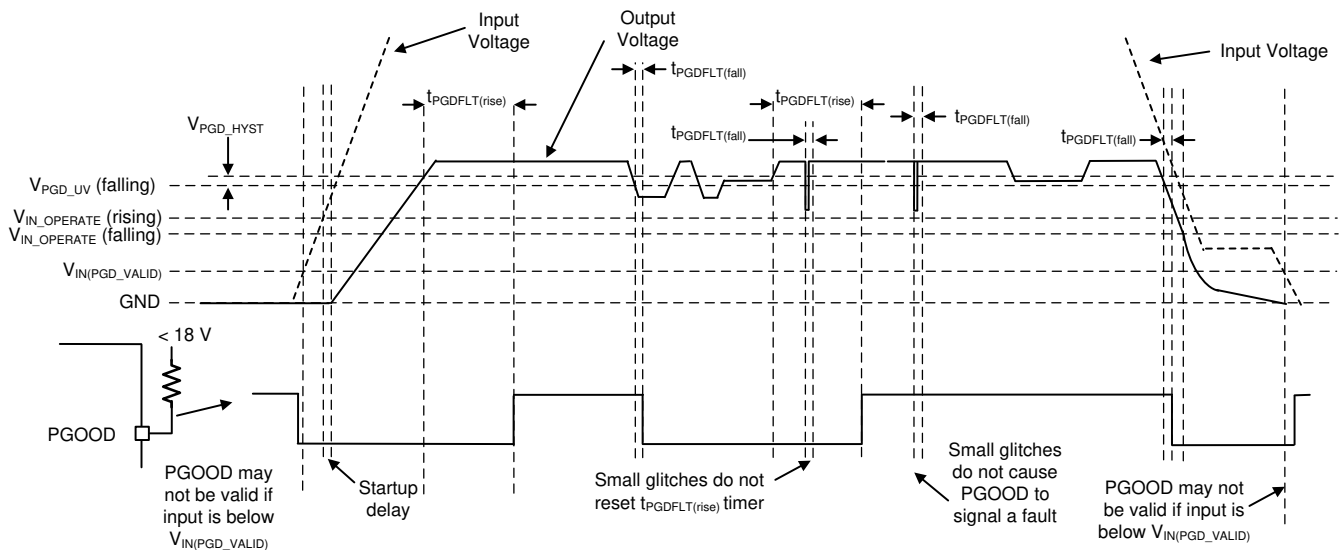 Input
Voltage
Output
Voltage
Input Voltage
tPGDFLT(fall)
tPGDFLT(rise)
tPGDFLT(rise)
tPGDFLT(fall)
tPGDFLT(fall)
tPGDFLT(fall)
VPGD_HYST
VPGD_UV (falling)
VIN_OPERATE (rising)
VIN_OPERATE (falling)
VIN(PGD_VALID)
GND
< 18 V
PGOOD
PGOOD may
not be valid if
input is below
VIN(PGD_VALID)
Startup
delay
Small glitches do not
reset tPGDFLT(rise) timer
Small glitches
do not cause
PGOOD to
signal a fault
PGOOD may not
be valid if input is
below VIN(PGD_VALID)